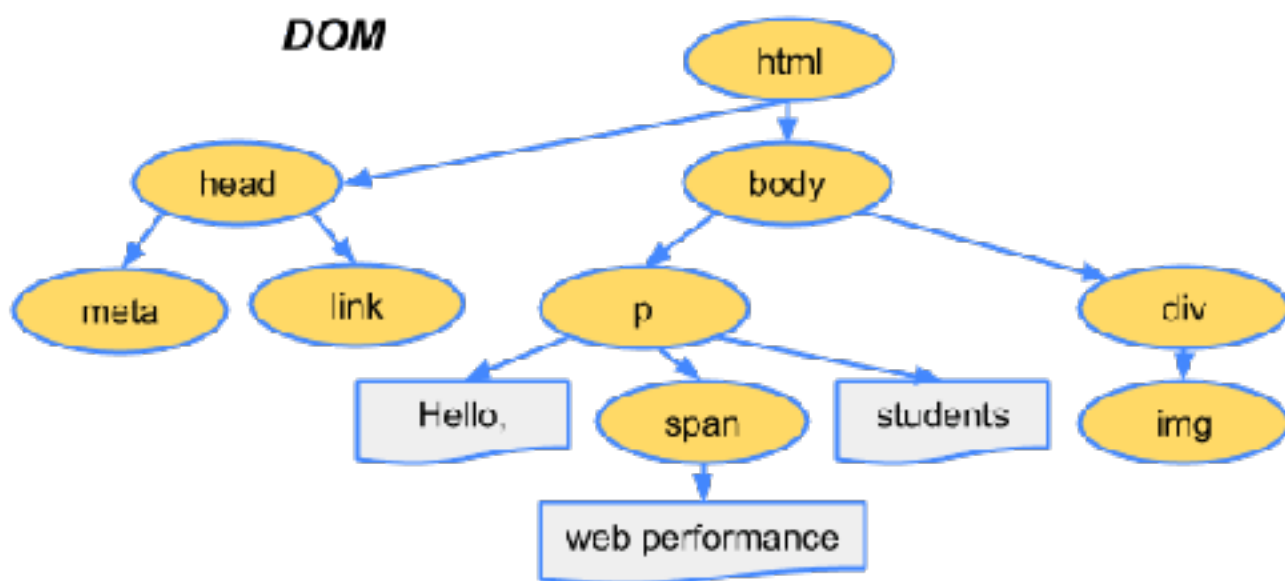 DOM
html
head
body
meta
link
p
div
Hello,
span
students
img
web performance